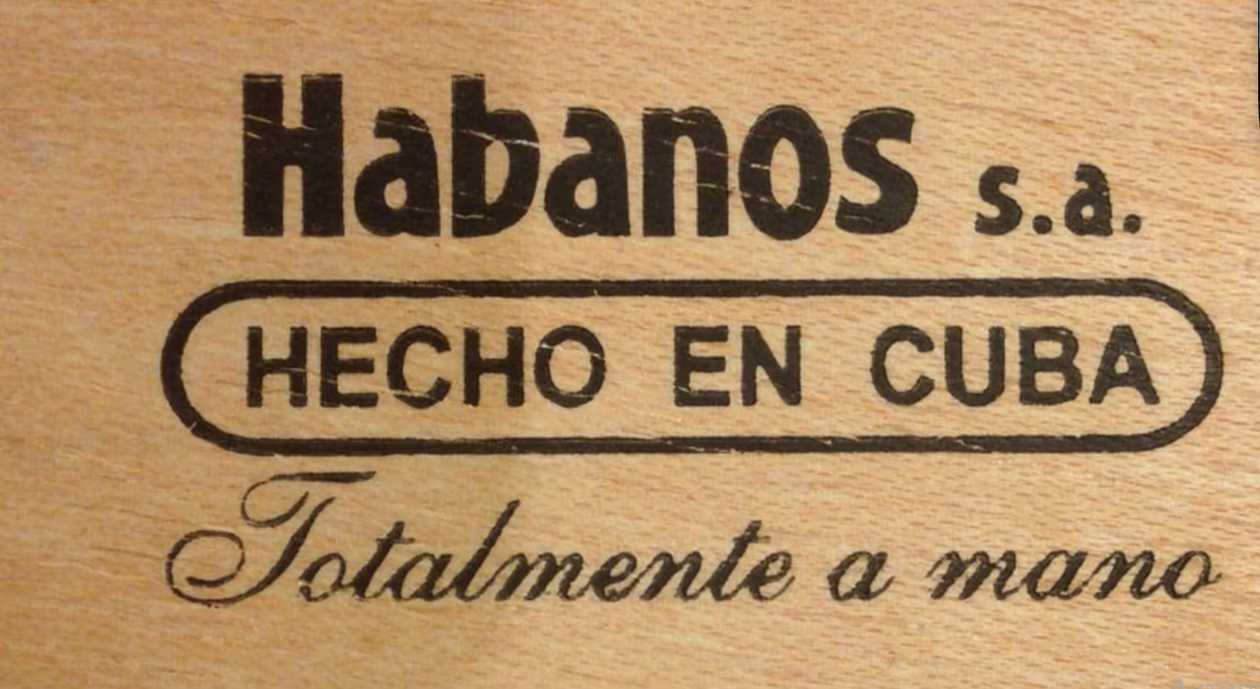 Habanos s.a.
HECHO EN CUBA
Totalmente a mano